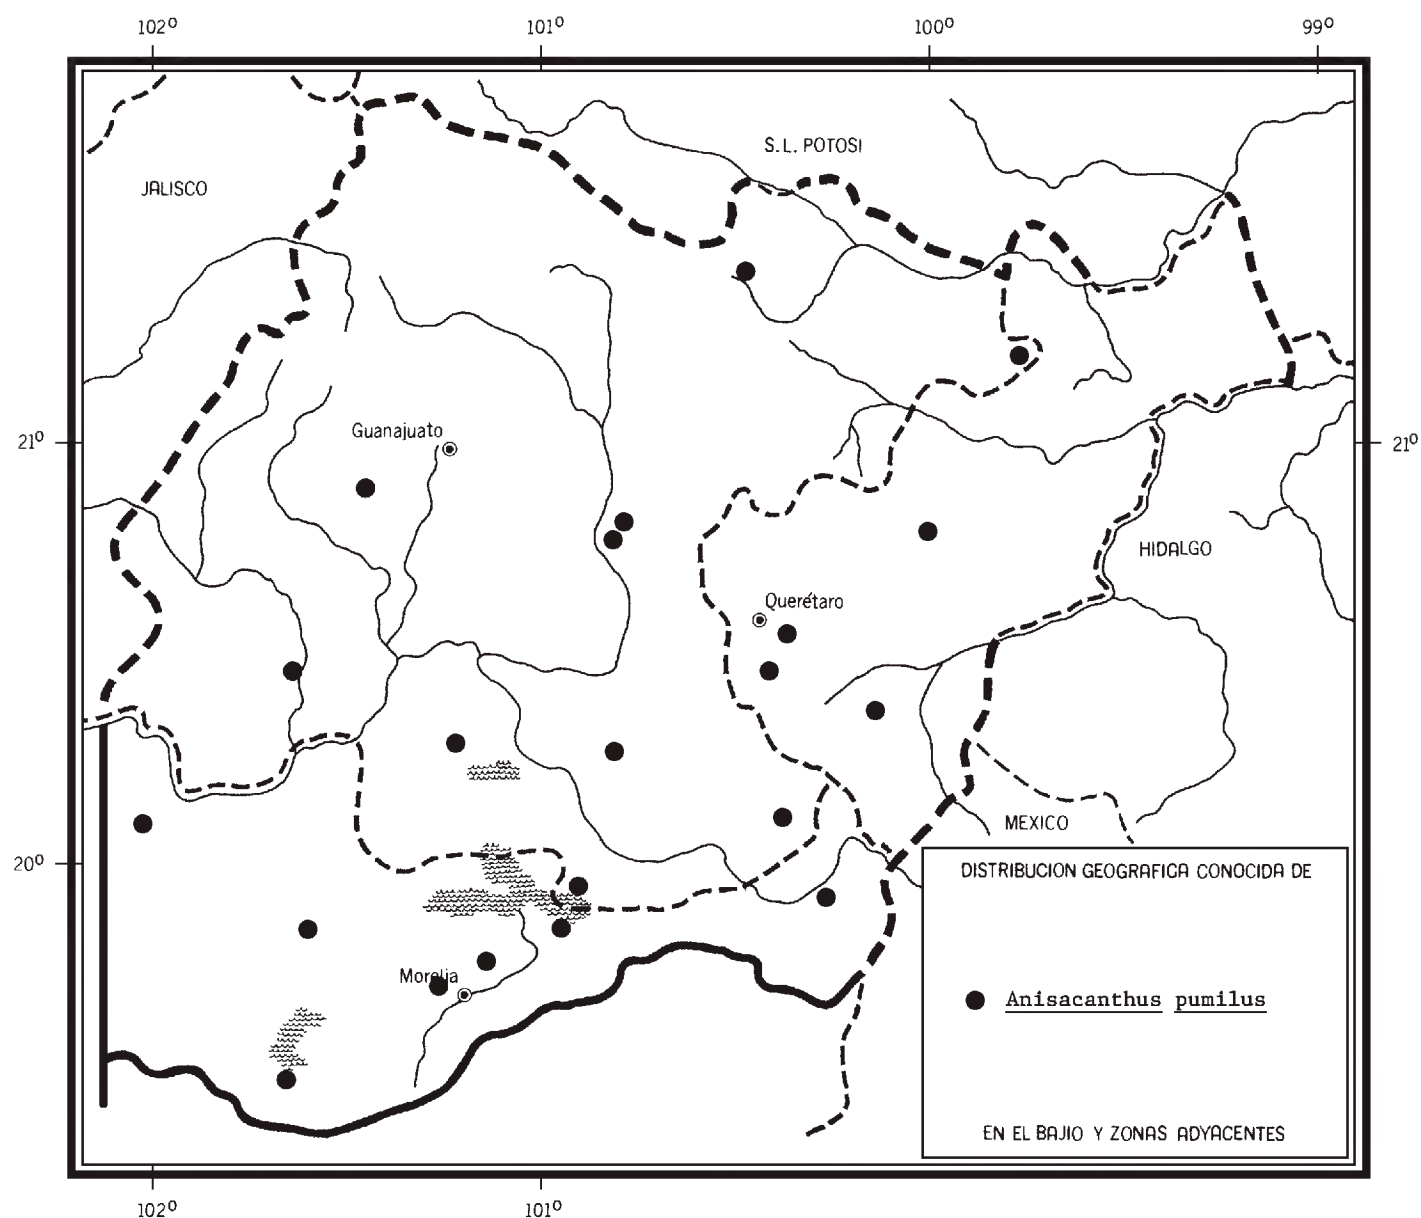 102º 101º 100º 99º
S.L. POTOSI
JALISCO
Guanajuato
21º 21º
HIDALGO
Querétaro
MEXICO
20º
DISTRIBUCION GEOGRAFICA CONOCIDA DE
Morelia
Anisacanthus pumilus
EN EL BAJIO Y ZONAS ADYACENTES
102º 101º